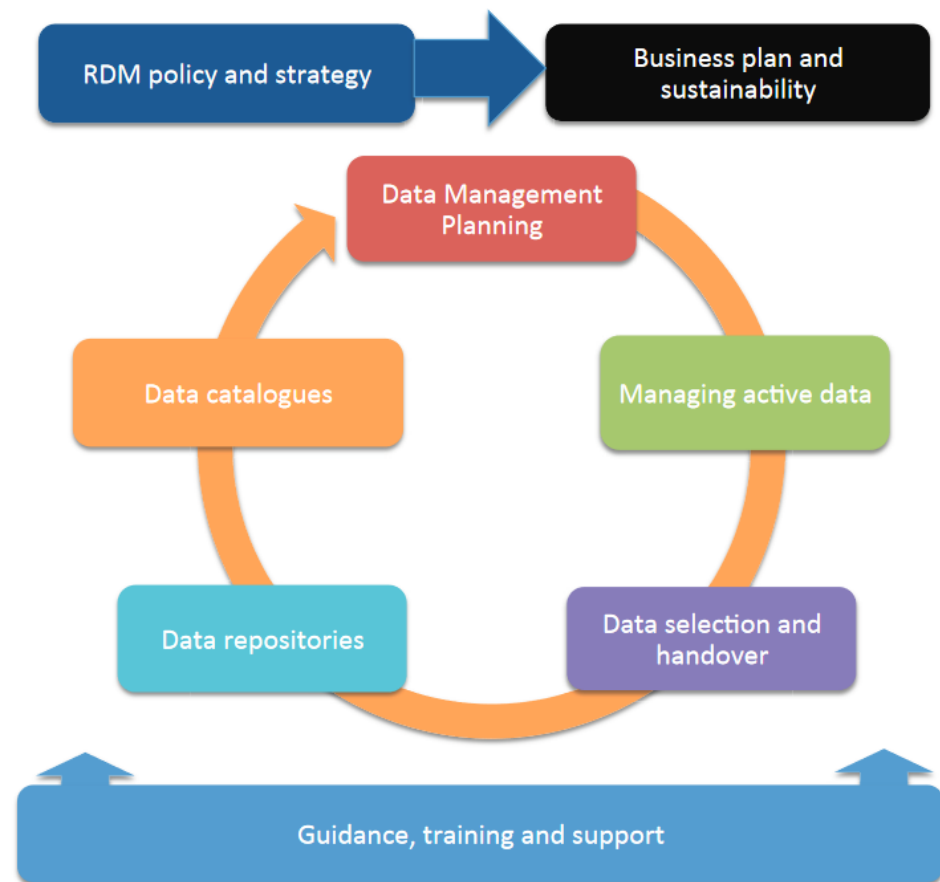 RDM policy and strategy
Business plan and
sustainability
Data Management
Planning
Data catalogues
Managing active data
Data repositories
Data selection and
handover
Guidance, training and support